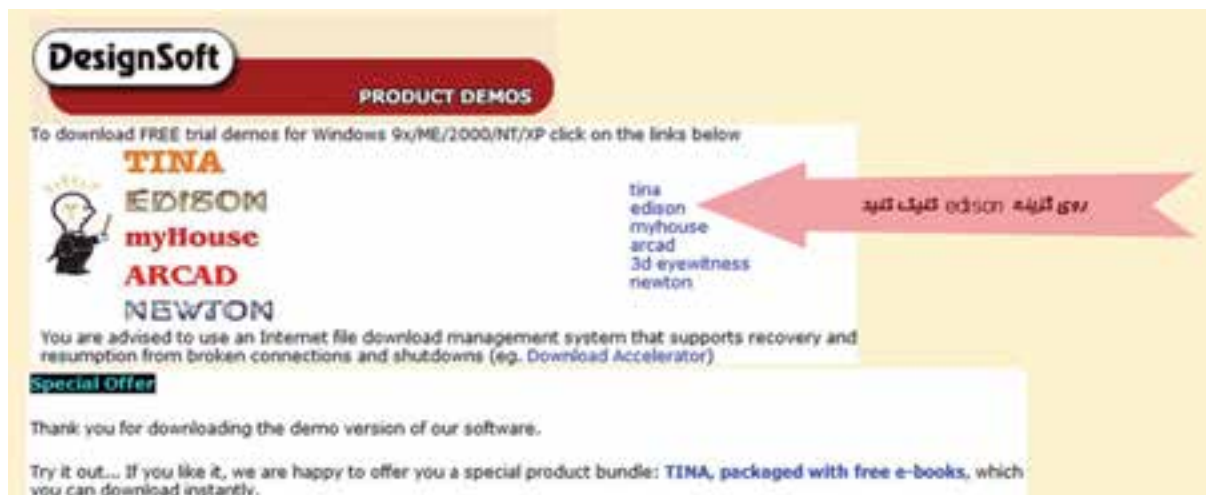 DesignSoft
PRODUCT DEMOS
To download FREE trial demos for Windows 9x/ME/2000/NT/XP click on the links below
TINA
EDISON
myHouse
ARCAD
NEWTON
tina
edison
myhouse
arcad
3d eyewitness
newton
روی گزینه edison کلیک کنید
You are advised to use an Internet file download management system that supports recovery and
resumption from broken connections and shutdowns (eg. Download Accelerator)
Special Offer
Thank you for downloading the demo version of our software.
Try it out... If you like it, we are happy to offer you a special product bundle: TINA, packaged with free e-books, which
you can download instantly.